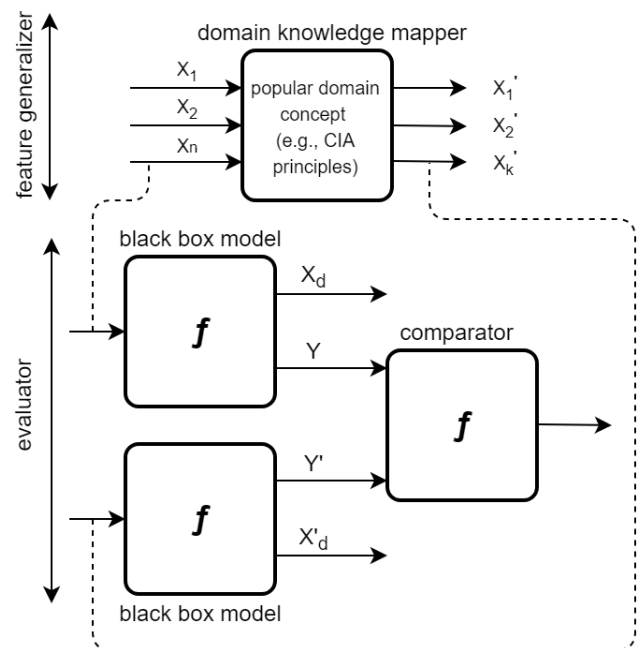 feature generalizer
domain knowledge mapper
X1
X2
Xn
popular domain
concept
(e.g., CIA
principles)
X1'
X2'
Xk'
evaluator
black box model
f
Xd
Y
comparator
f
black box model
f
Y'
X'd